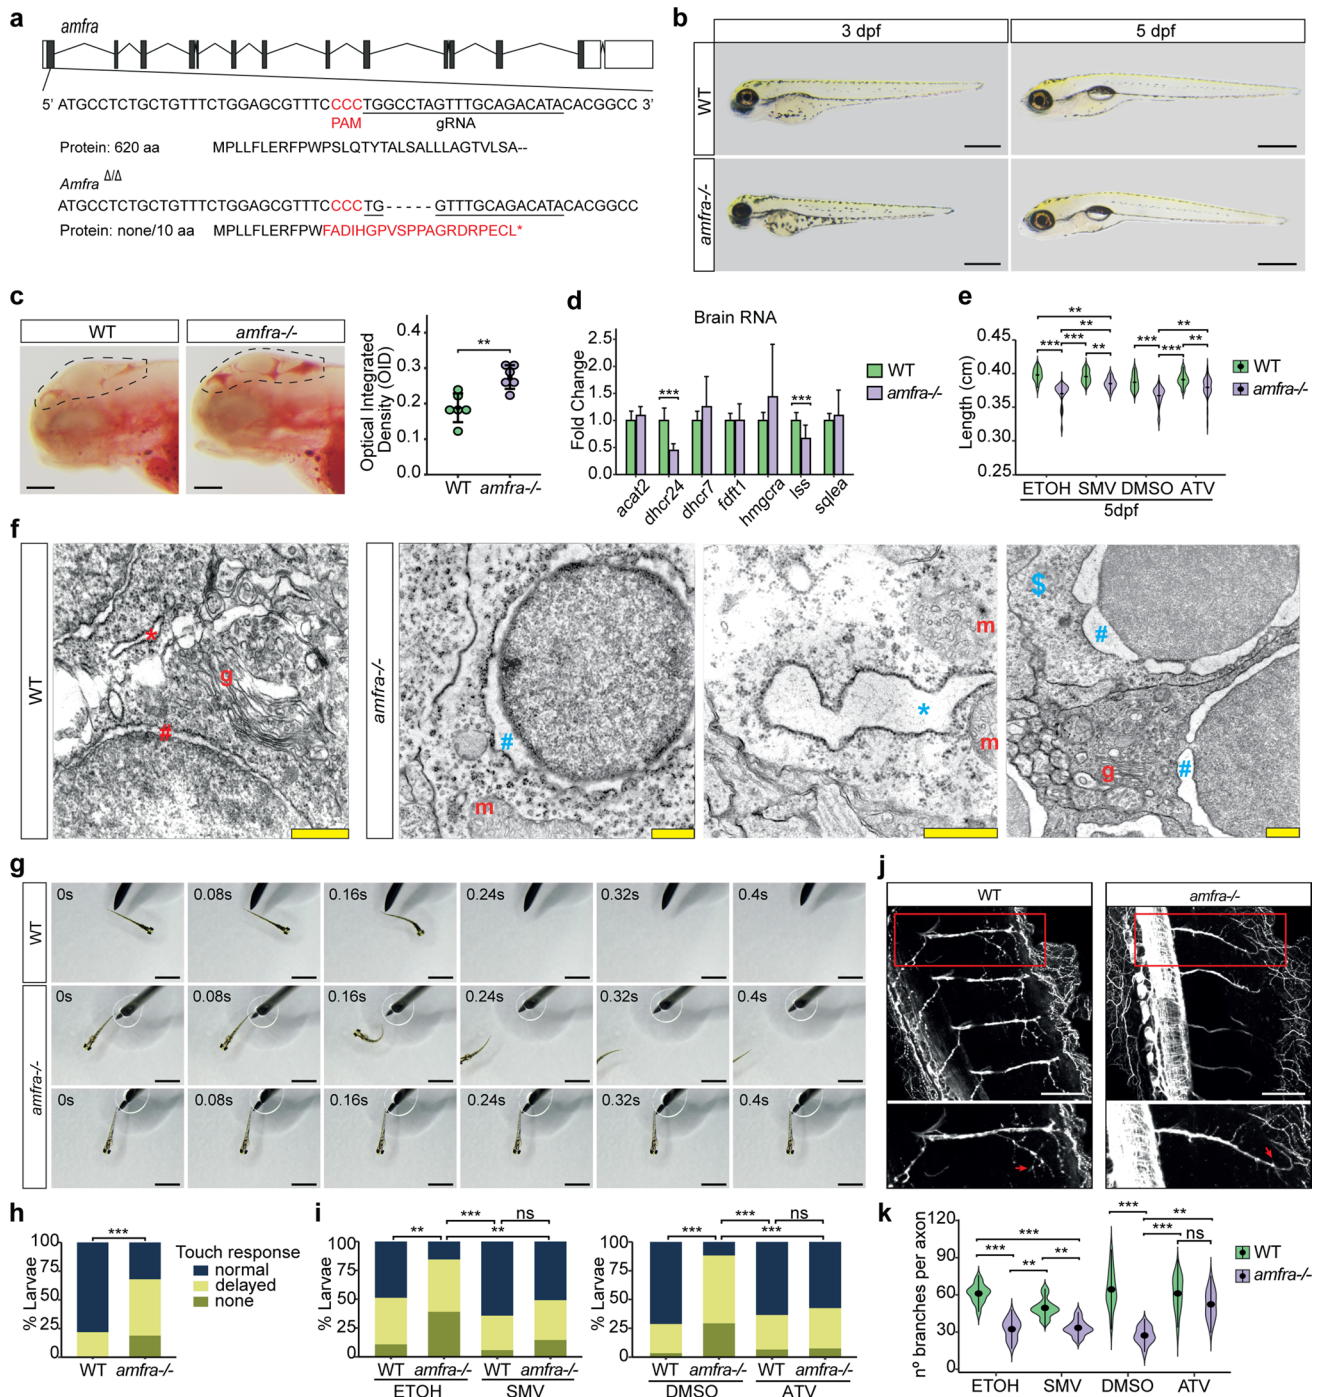 a
amfra
5' ATGCCTCTGCTGTTTCTGGAGCGTTTCCCCTGGCCTAGTTTGCAGACATACACGGCC 3'
PAM
gRNA
Protein: 620 aa MPLLFLERFPWPSLQTYTALSALLLAGTVLSA--
Amfra Δ/Δ
ATGCCTCTGCTGTTTCTGGAGCGTTTCCCCTG-----GTTTGCAGACATACACGGCC
Protein: none/10 aa MPLLFLERFPWFADIHGPVSPPAGRDRPECL*
b
3 dpf
5 dpf
WT
amfra-/-
c
WT
amfra-/-
Optical Integrated
Density (OID)
0.4
0.3
0.2
0.1
0.0
**
WT
amfra-/-
d
Brain RNA
Fold Change
2.5
2.0
1.5
1.0
0.5
0.0
***
***
WT
amfra-/-
acat2
dhcr24
dhcr7
fdft1
hmgcra
lss
sqlea
e
Length (cm)
0.45
0.40
0.35
0.30
0.25
**
**
**
*** *** ** *** *** *** **
WT
amfra-/-
ETOH SMV DMSO ATV
5dpf
f
WT
*
g
#
amfra-/-
#
m
m
*
m
$
#
g
#
g
WT
0s
0.08s
0.16s
0.24s
0.32s
0.4s
amfra-/-
0s
0.08s
0.16s
0.24s
0.32s
0.4s
0s
0.08s
0.16s
0.24s
0.32s
0.4s
j
WT
amfra-/-
h
% Larvae
100
75
50
25
0
***
WT amfra-/-
Touch response
normal
delayed
none
i
% Larvae
100
75
50
25
0
**
***
**
ns
WT amfra-/- WT amfra-/-
ETOH SMV
% Larvae
100
75
50
25
0
***
***
***
ns
WT amfra-/- WT amfra-/-
DMSO ATV
k
nº branches per axon
120
90
60
30
0
***
***
**
**
***
***
**
ns
WT
amfra-/-
ETOH SMV DMSO ATV